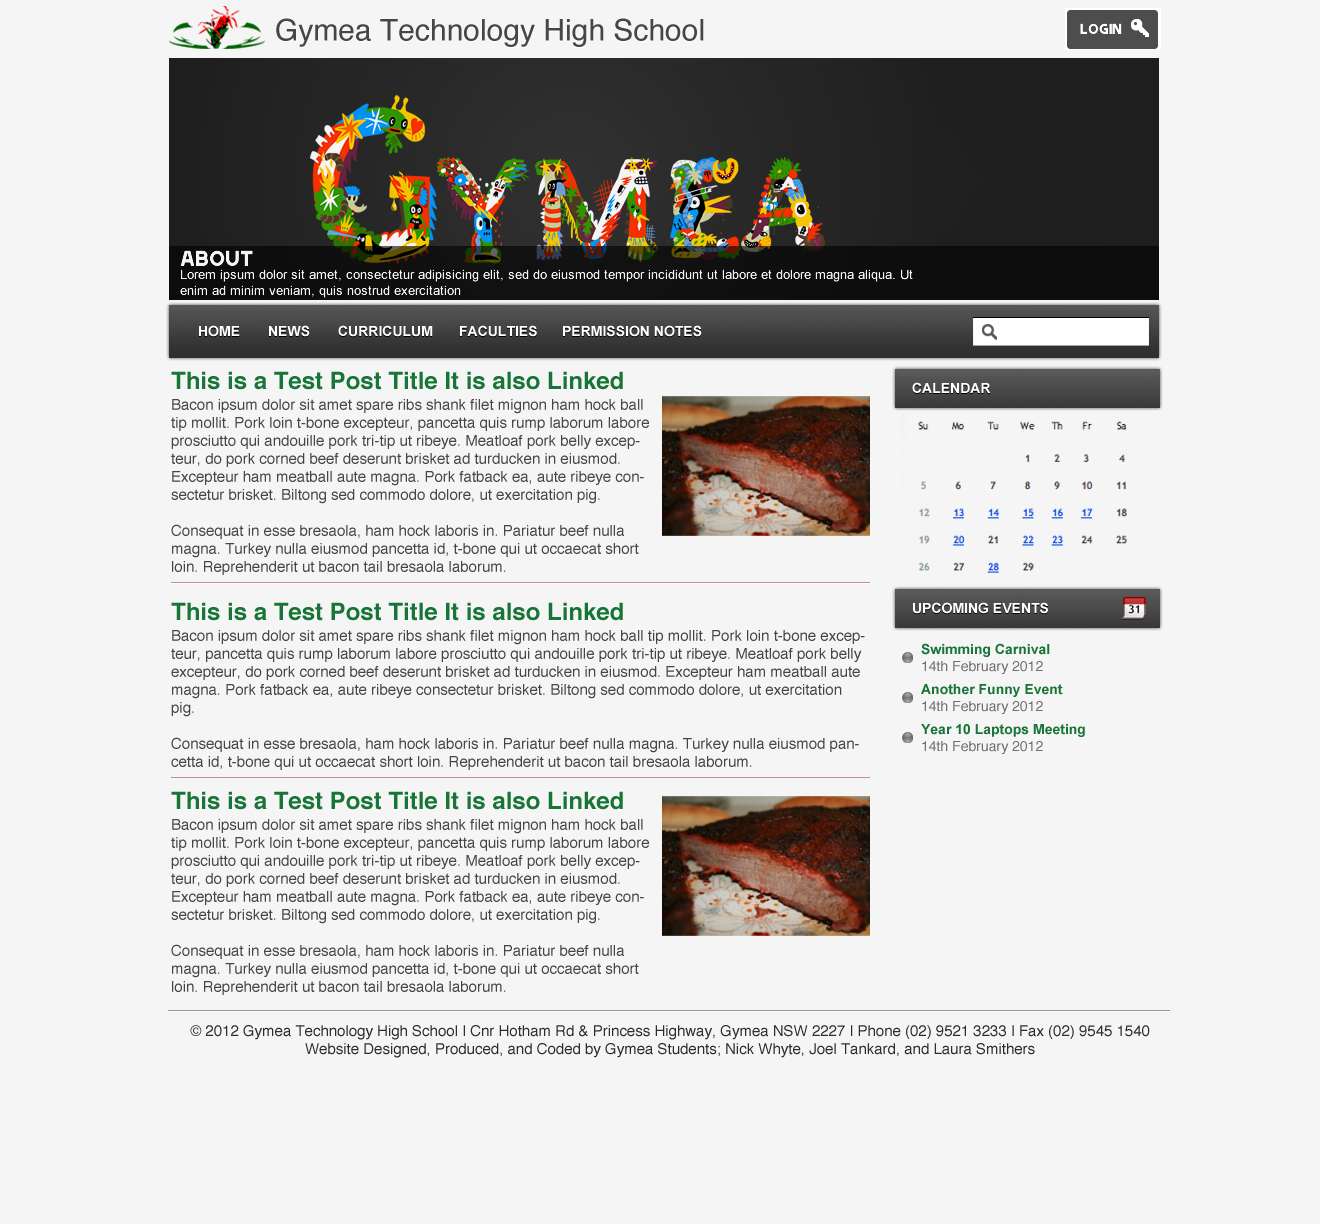 Gymea Technology High School
LOGIN
GYMEA
ABOUT
Lorem ipsum dolor sit amet, consectetur adipisicing elit, sed do eiusmod tempor incididunt ut labore et dolore magna aliqua. Ut
enim ad minim veniam, quis nostrud exercitation
HOME NEWS CURRICULUM FACULTIES PERMISSION NOTES
This is a Test Post Title It is also Linked
Bacon ipsum dolor sit amet spare ribs shank filet mignon ham hock ball
tip mollit. Pork loin t-bone excepteur, pancetta quis rump laborum labore
prosciutto qui andouille pork tri-tip ut ribeye. Meatloaf pork belly excep-
teur, do pork corned beef deserunt brisket ad turducken in eiusmod.
Excepteur ham meatball aute magna. Pork fatback ea, aute ribeye con-
sectetur brisket. Biltong sed commodo dolore, ut exercitation pig.
Consequat in esse bresaola, ham hock laboris in. Pariatur beef nulla
magna. Turkey nulla eiusmod pancetta id, t-bone qui ut occaecat short
loin. Reprehenderit ut bacon tail bresaola laborum.
This is a Test Post Title It is also Linked
Bacon ipsum dolor sit amet spare ribs shank filet mignon ham hock ball tip mollit. Pork loin t-bone excep-
teur, pancetta quis rump laborum labore prosciutto qui andouille pork tri-tip ut ribeye. Meatloaf pork belly
excepteur, do pork corned beef deserunt brisket ad turducken in eiusmod. Excepteur ham meatball aute
magna. Pork fatback ea, aute ribeye consectetur brisket. Biltong sed commodo dolore, ut exercitation
pig.
Consequat in esse bresaola, ham hock laboris in. Pariatur beef nulla magna. Turkey nulla eiusmod pan-
cetta id, t-bone qui ut occaecat short loin. Reprehenderit ut bacon tail bresaola laborum.
This is a Test Post Title It is also Linked
Bacon ipsum dolor sit amet spare ribs shank filet mignon ham hock ball
tip mollit. Pork loin t-bone excepteur, pancetta quis rump laborum labore
prosciutto qui andouille pork tri-tip ut ribeye. Meatloaf pork belly excep-
teur, do pork corned beef deserunt brisket ad turducken in eiusmod.
Excepteur ham meatball aute magna. Pork fatback ea, aute ribeye con-
sectetur brisket. Biltong sed commodo dolore, ut exercitation pig.
Consequat in esse bresaola, ham hock laboris in. Pariatur beef nulla
magna. Turkey nulla eiusmod pancetta id, t-bone qui ut occaecat short
loin. Reprehenderit ut bacon tail bresaola laborum.
CALENDAR
Su Mo Tu We Th Fr Sa
1 2 3 4
5 6 7 8 9 10 11
12 13 14 15 16 17 18
19 20 21 22 23 24 25
26 27 28 29
UPCOMING EVENTS 31
Swimming Carnival
14th February 2012
Another Funny Event
14th February 2012
Year 10 Laptops Meeting
14th February 2012
© 2012 Gymea Technology High School | Cnr Hotham Rd & Princess Highway, Gymea NSW 2227 | Phone (02) 9521 3233 | Fax (02) 9545 1540
Website Designed, Produced, and Coded by Gymea Students; Nick Whyte, Joel Tankard, and Laura Smithers